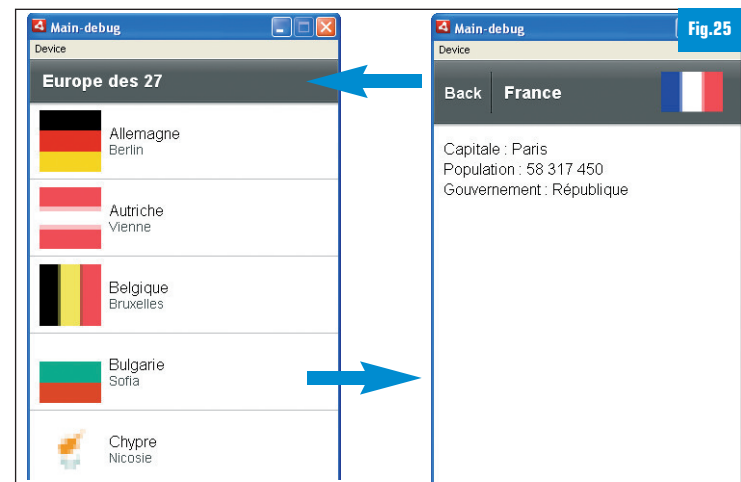 Main-debug
Device
Europe des 27
Allemagne
Berlin
Autriche
Vienne
Belgique
Bruxelles
Bulgarie
Sofia
Chypre
Nicosie
Main-debug
Fig.25
Device
Back
France
Capitale : Paris
Population : 58 317 450
Gouvernement : République